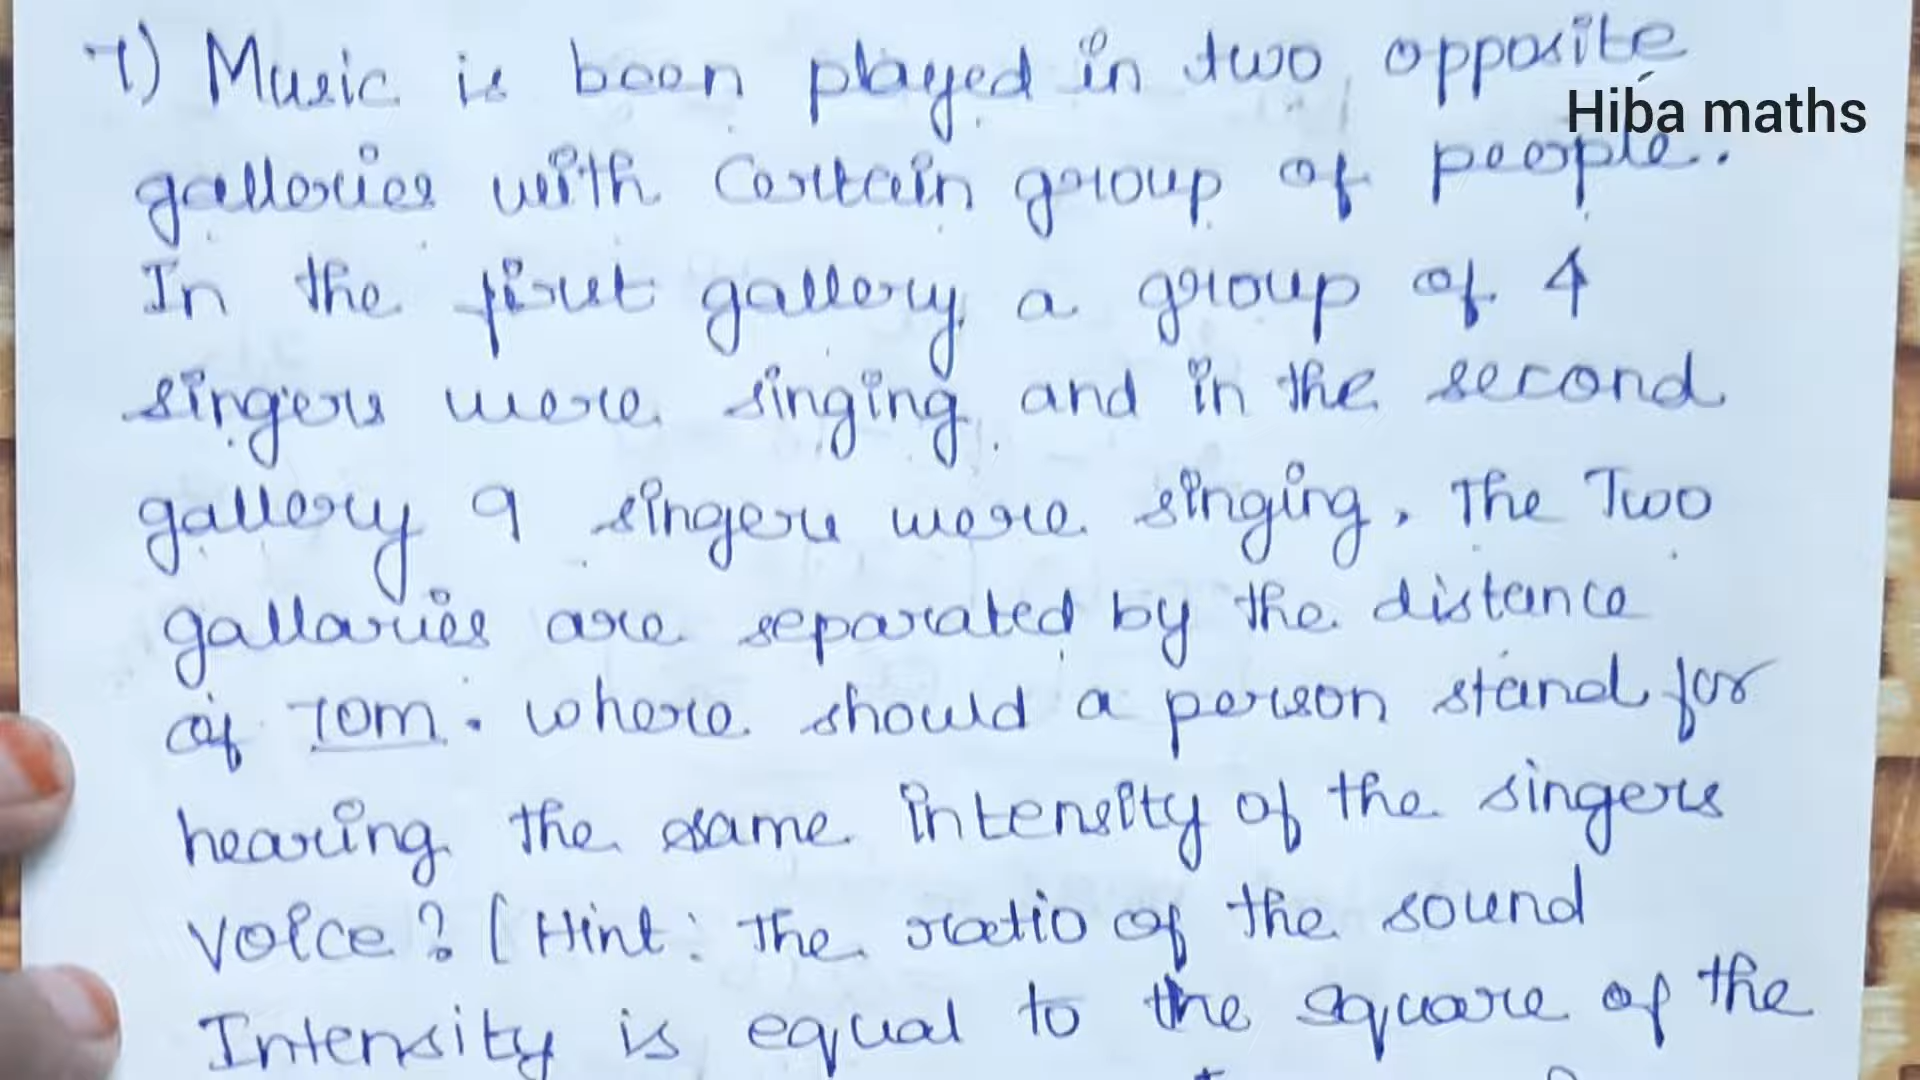 7) Music is been played in two opposite
Hiba maths
galleries with certain group of people.
In the first gallery a group of 4
singers were singing and in the second
gallery 9 singers were singing. The Two
gallaries are separated by the distance
of 70m. where should a person stand for
hearing the same intensity of the singers
voice? (Hint: The ratio of the sound
Intensity is equal to the square of the